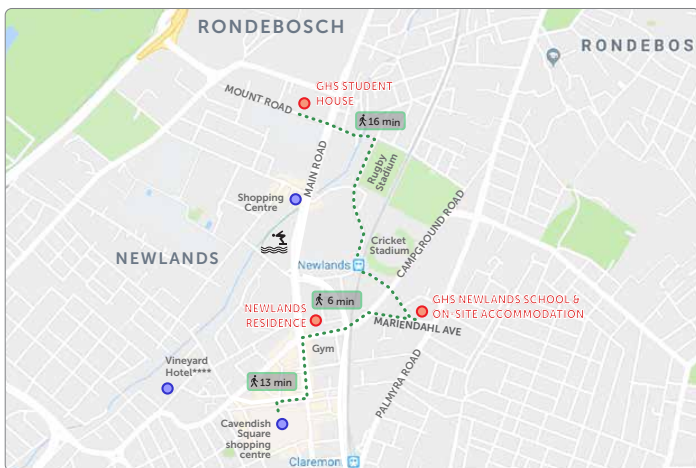 RONDEBOSCH
RONDEBOS
GHS STUDENT
HOUSE
MOUNT ROAD
16 min
Rugby
Stadium
MAIN ROAD
Shopping
Centre
CAMPGROUND ROAD
Cricket
Stadium
NEWLANDS
Newlands
6 min
NEWLANDS
RESIDENCE
GHS NEWLANDS SCHOOL &
ON-SITE ACCOMMODATION
MARIENDAHL AVE
Gym
Vineyard
Hotel****
PALMYRA ROAD
13 min
Cavendish
Square
shopping
centre
Claremon